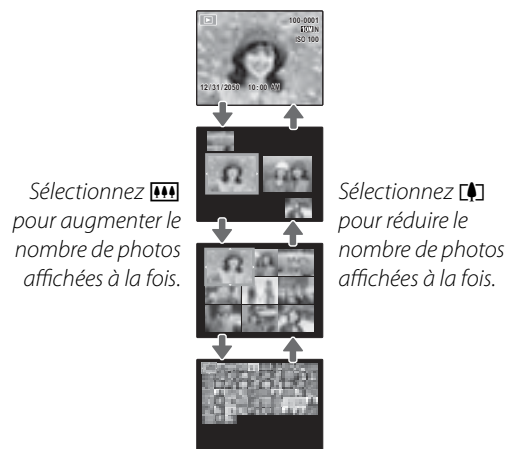 100-0001
10M N
ISO 100
12/31/2050 10:00 AM
Sélectionnez
pour augmenter le
nombre de photos
affichées à la fois.
Sélectionnez
pour réduire le
nombre de photos
affichées à la fois.